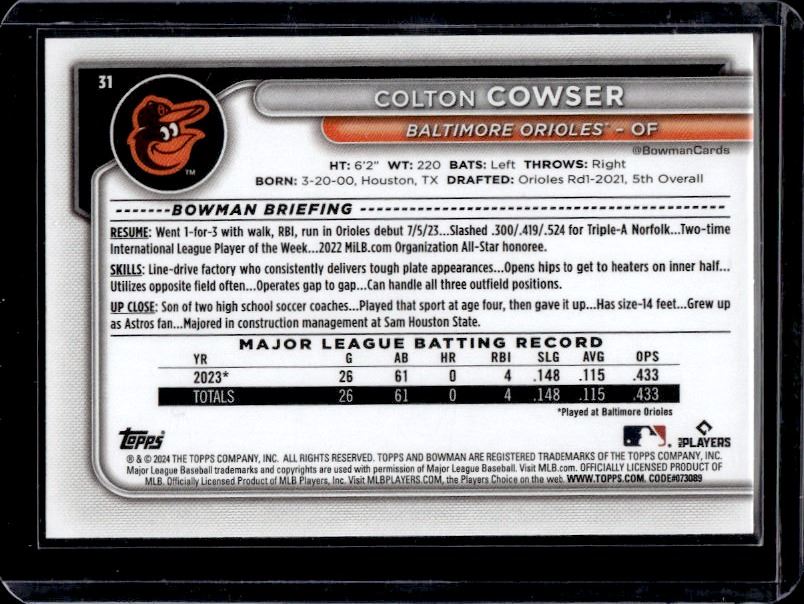 31
COLTON COWSER
BALTIMORE ORIOLES™ - OF
@BowmanCards
HT: 6'2" WT: 220 BATS: Left THROWS: Right
BORN: 3-20-00, Houston, TX DRAFTED: Orioles Rd1-2021, 5th Overall
BOWMAN BRIEFING
RESUME: Went 1-for-3 with walk, RBI, run in Orioles debut 7/5/23...Slashed .300/.419/.524 for Triple-A Norfolk...Two-time
International League Player of the Week...2022 MiLB.com Organization All-Star honoree.
SKILLS: Line-drive factory who consistently delivers tough plate appearances...Opens hips to get to heaters on inner half...
Utilizes opposite field often...Operates gap to gap...Can handle all three outfield positions.
UP CLOSE: Son of two high school soccer coaches...Played that sport at age four, then gave it up...Has size-14 feet...Grew up
as Astros fan...Majored in construction management at Sam Houston State.
MAJOR LEAGUE BATTING RECORD
YR G AB HR RBI SLG AVG OPS
2023* 26 61 0 4 .148 .115 .433
TOTALS 26 61 0 4 .148 .115 .433
*Played at Baltimore Orioles
Topps
MLB PLAYERS
® & © 2024 THE TOPPS COMPANY, INC. ALL RIGHTS RESERVED. TOPPS AND BOWMAN ARE REGISTERED TRADEMARKS OF THE TOPPS COMPANY, INC.
Major League Baseball trademarks and copyrights are used with permission of Major League Baseball. Visit MLB.com. OFFICIALLY LICENSED PRODUCT OF
MLB. Officially Licensed Product of MLB Players, Inc. Visit MLBPLAYERS.COM, the Players Choice on the web. WWW.TOPPS.COM. CODE#073089